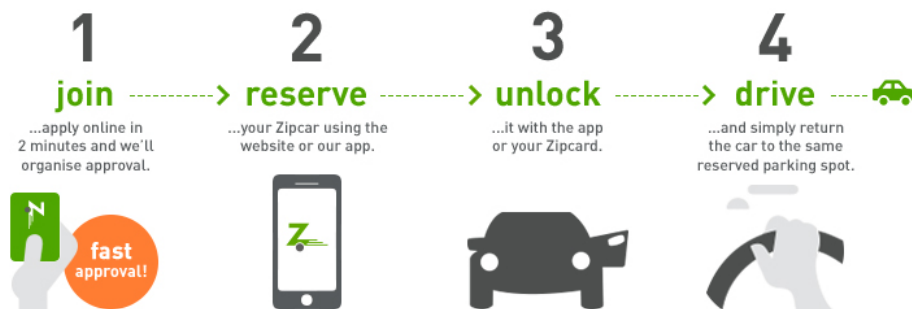 1
join
...apply online in
2 minutes and we'll
organise approval.
fast
approval!
2
reserve
...your Zipcar using the
website or our app.
Z
3
unlock
...it with the app
or your Zipcard.
4
drive
...and simply return
the car to the same
reserved parking spot.